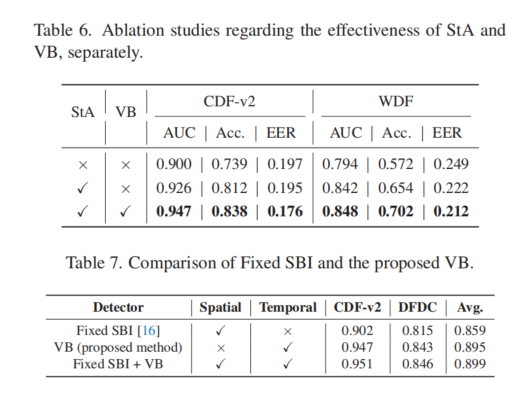 Table 6. Ablation studies regarding the effectiveness of StA and
VB, separately.
StA | VB | CDF-v2 | WDF
AUC | Acc. | EER | AUC | Acc. | EER
× × 0.900 | 0.739 | 0.197 0.794 | 0.572 | 0.249
✓ × 0.926 | 0.812 | 0.195 0.842 | 0.654 | 0.222
✓ ✓ 0.947 | 0.838 | 0.176 0.848 | 0.702 | 0.212
Table 7. Comparison of Fixed SBI and the proposed VB.
Detector | Spatial | Temporal | CDF-v2 | DFDC | Avg.
Fixed SBI [16] ✓ × 0.902 0.815 0.859
VB (proposed method) × ✓ 0.947 0.843 0.895
Fixed SBI + VB ✓ ✓ 0.951 0.846 0.899